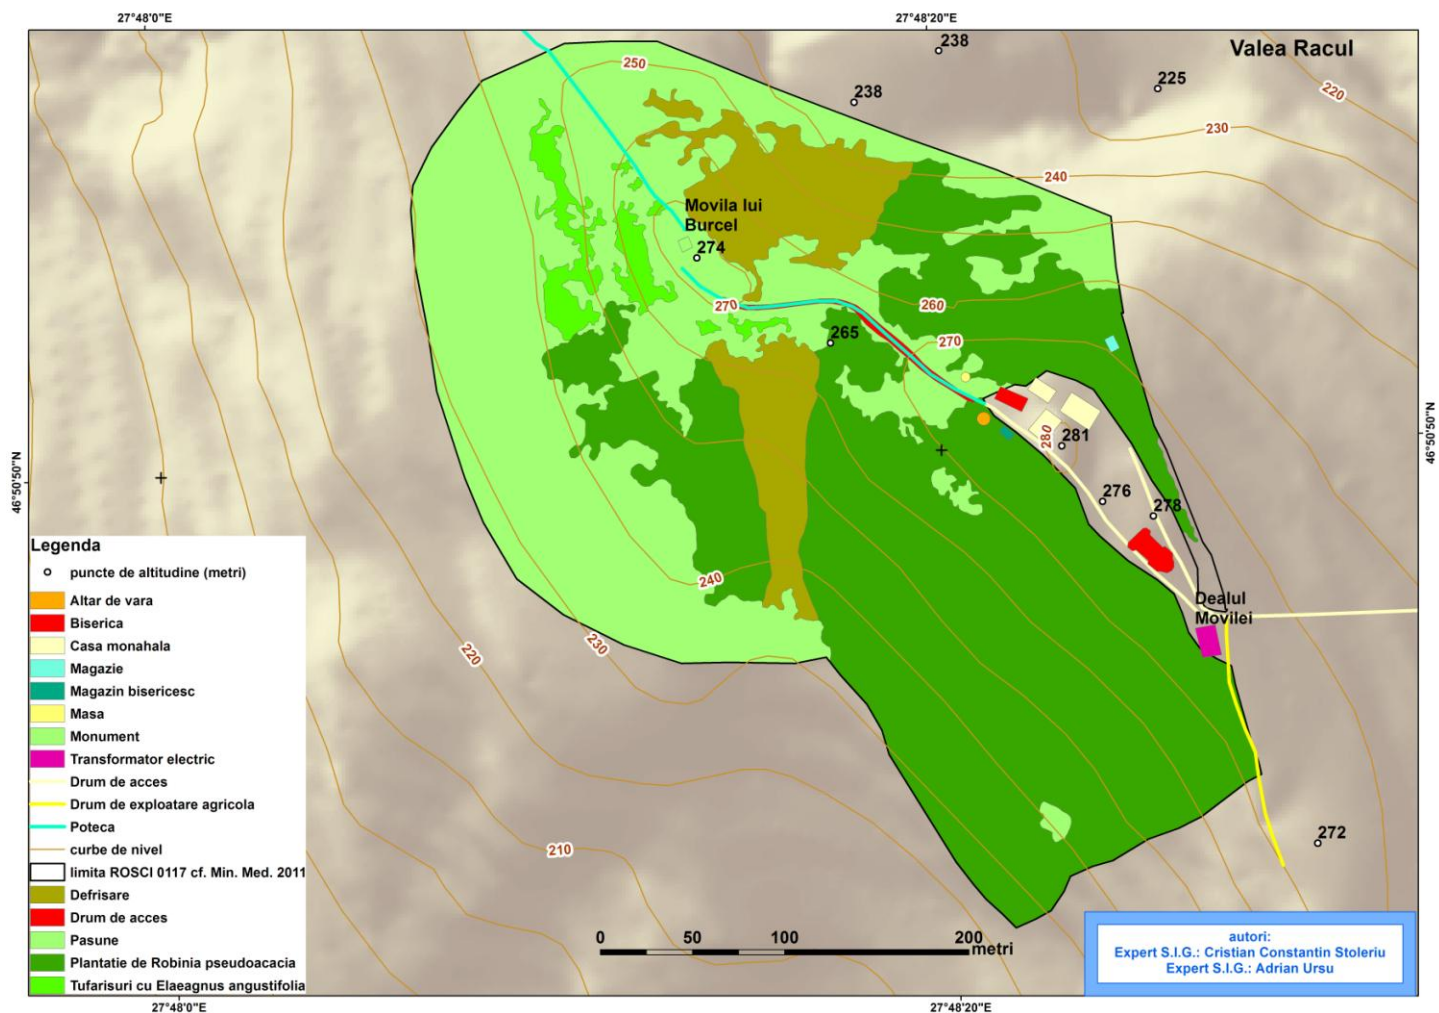 27°48'0"E
27°48'20"E
238
Valea Racul
250
225
238
220
230
240
Movila lui
Burcel
274
270
260
265
270
280
281
46°50'50"N
46°50'50"N
276
278
Legenda
puncte de altitudine (metri)
Altar de vara
Biserica
Casa monahala
Magazie
Magazin bisericesc
Masa
Monument
Transformator electric
Drum de acces
Drum de exploatare agricola
Poteca
curbe de nivel
limita ROSCI 0117 cf. Min. Med. 2011
Defrisare
Drum de acces
Pasune
Plantatie de Robinia pseudoacacia
Tufarisuri cu Elaeagnus angustifolia
240
Dealul
Movilei
230
220
210
272
0 50 100 200
metri
autori:
Expert S.I.G.: Cristian Constantin Stoleriu
Expert S.I.G.: Adrian Ursu
27°48'0"E
27°48'20"E